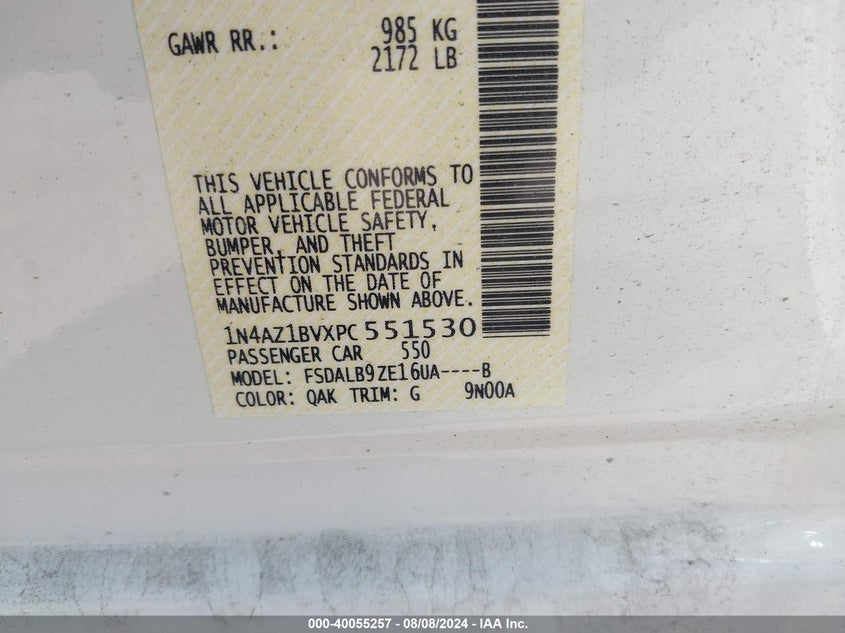 GAWR RR.: 985 KG
2172 LB
THIS VEHICLE CONFORMS TO
ALL APPLICABLE FEDERAL
MOTOR VEHICLE SAFETY,
BUMPER, AND THEFT
PREVENTION STANDARDS IN
EFFECT ON THE DATE OF
MANUFACTURE SHOWN ABOVE.
1N4AZ1BVXPC551530
PASSENGER CAR 550
MODEL: FSDALB9ZE16UA----B
COLOR: QAK TRIM: G 9N00A
000-40055257 - 08/08/2024 - IAA Inc.